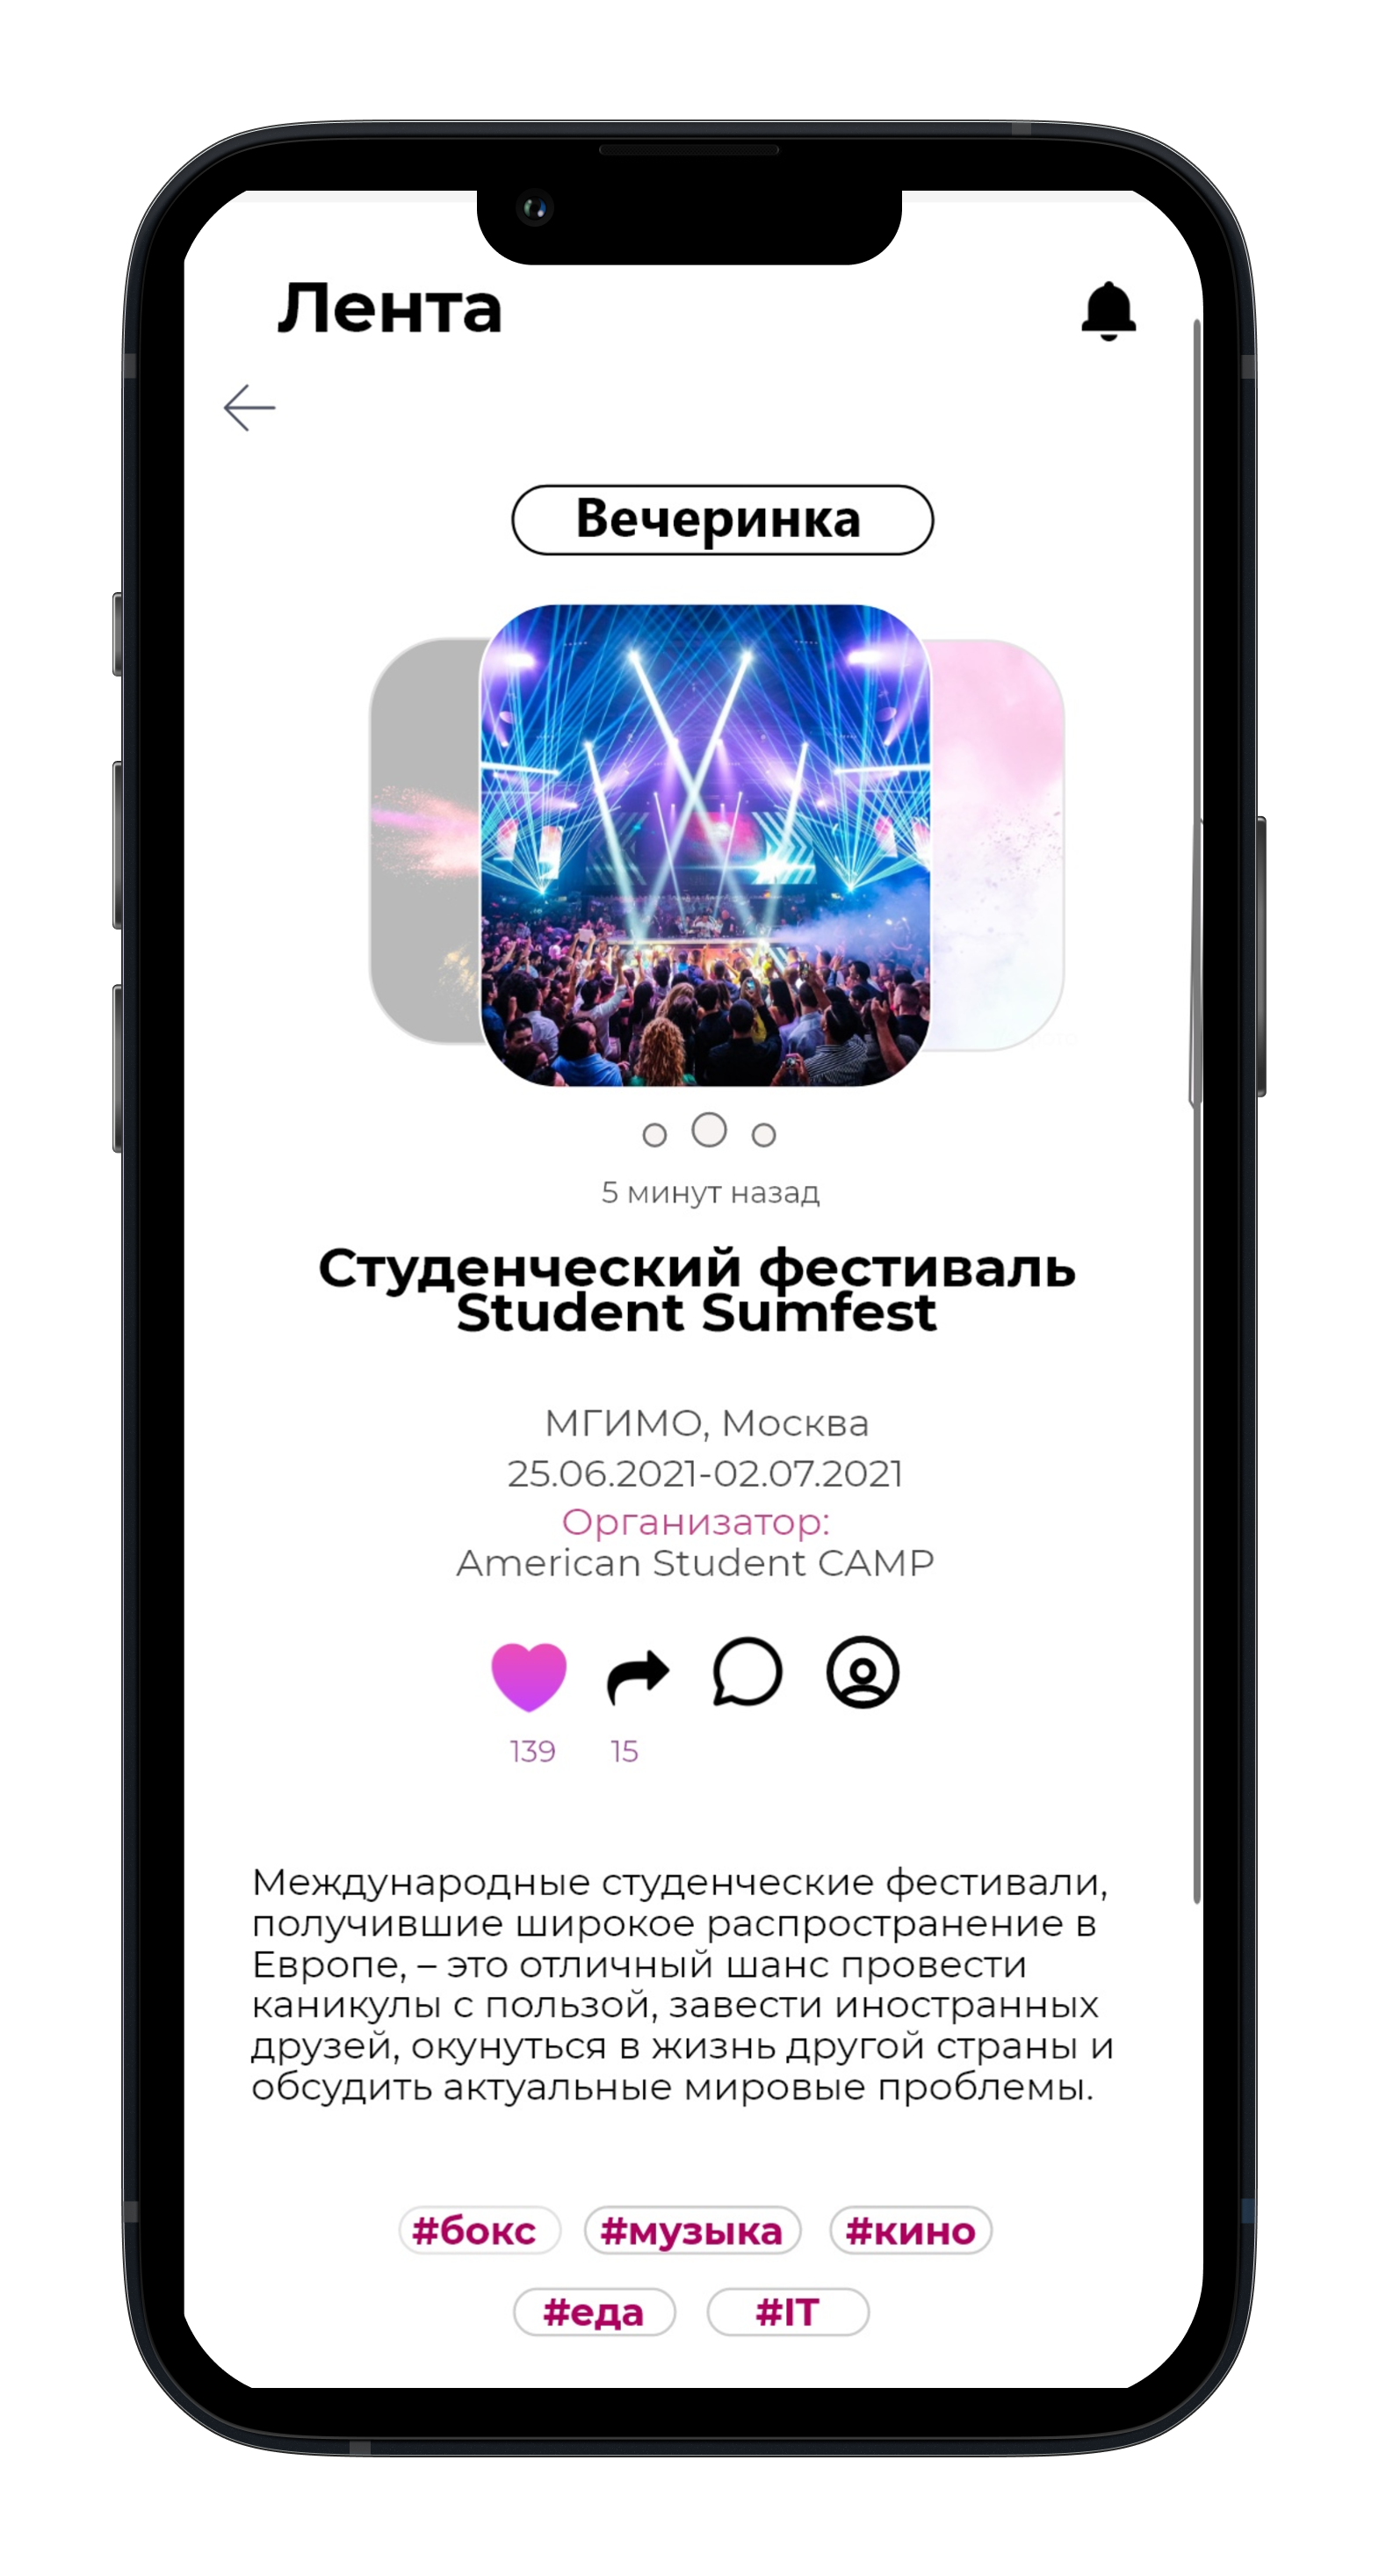 Лента
Вечеринка
5 минут назад
Студенческий фестиваль
Student Sumfest
МГИМО, Москва
25.06.2021-02.07.2021
Организатор:
American Student CAMP
139 15
Международные студенческие фестивали,
получившие широкое распространение в
Европе, – это отличный шанс провести
каникулы с пользой, завести иностранных
друзей, окунуться в жизнь другой страны и
обсудить актуальные мировые проблемы.
#бокс #музыка #кино
#еда #IT